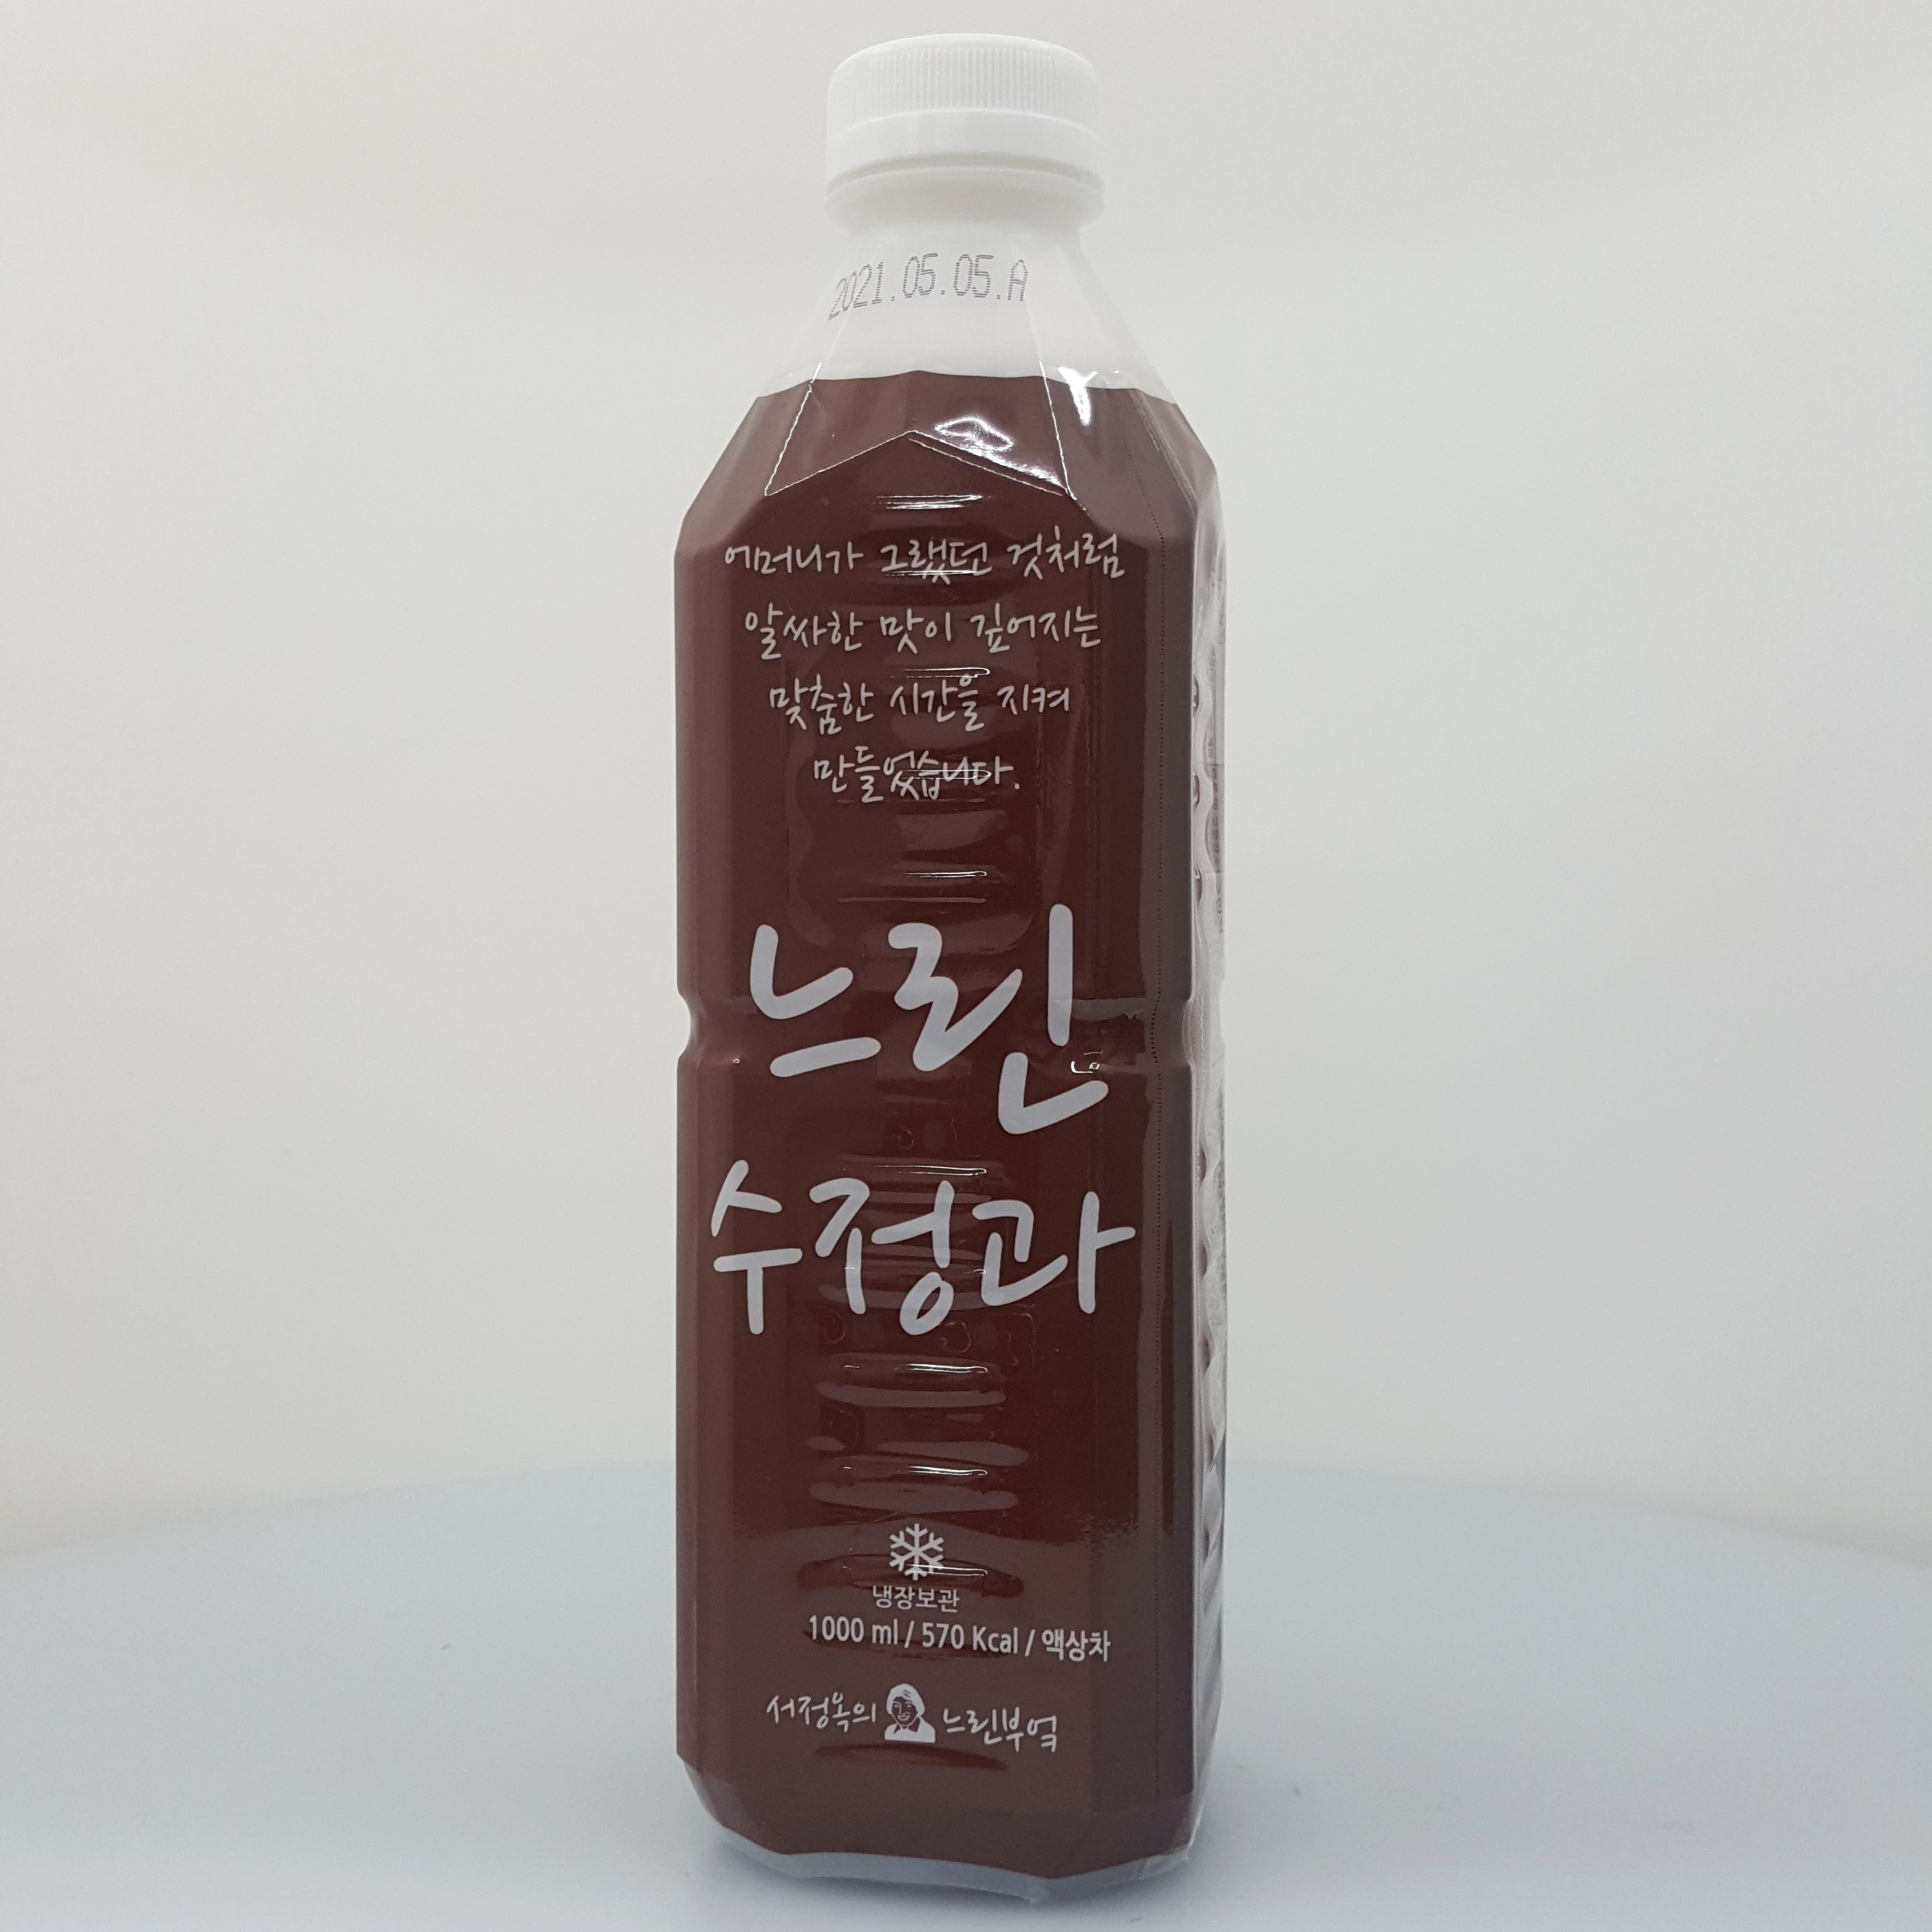 2021.05.05.A
어머니가 그랬던 것처럼
알싸한 맛이 깊어지는
맞춤한 시간을 지켜
만들었습니다.
느린
수정과
냉장보관
1000 ml / 570 Kcal / 액상차
서정옥의 느린부엌